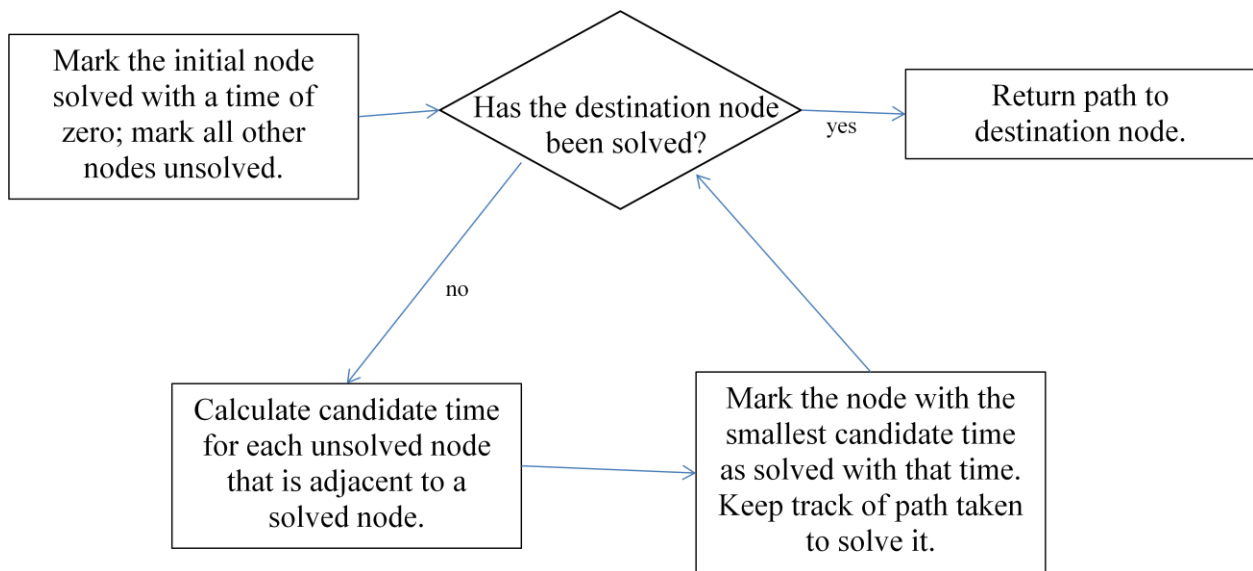 Mark the initial node
solved with a time of
zero; mark all other
nodes unsolved.
Has the destination node
been solved?
yes
Return path to
destination node.
no
Calculate candidate time
for each unsolved node
that is adjacent to a
solved node.
Mark the node with the
smallest candidate time
as solved with that time.
Keep track of path taken
to solve it.